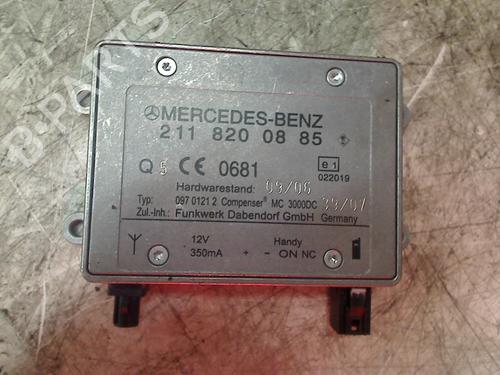 B-PARTS
MERCEDES-BENZ
211 820 08 85
Q 5 CE 0681 e1
022019
Hardwarestand: 09/06
Typ: 097 0121 2 Compenser® MC 3000DC 39/07
Zul.-Inh.: Funkwerk Dabendorf GmbH Germany
12V Handy
350mA + - ON NC